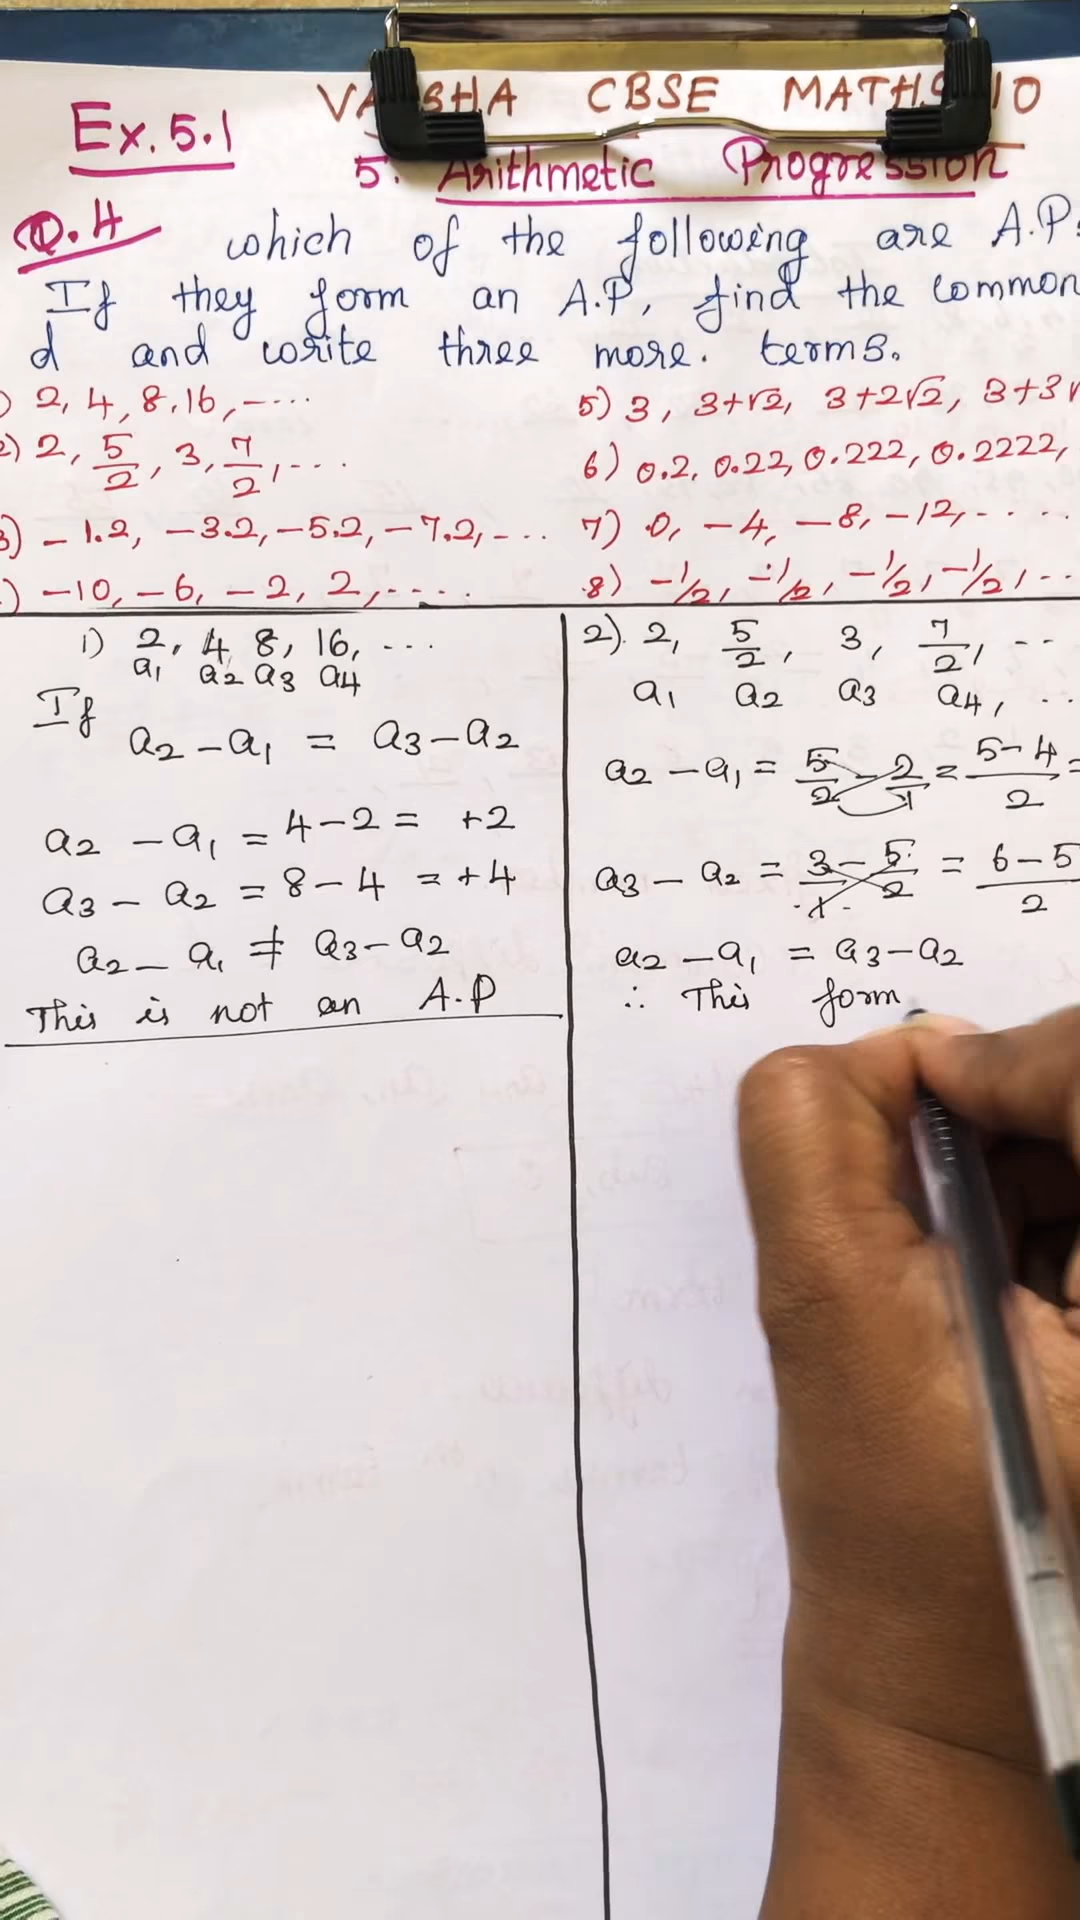 CBSE MATHS 10
Ex. 5.1
5. Arithmetic Progression
Q.4 which of the following are A.P.
If they form an A.P, find the common
d and write three more. terms.
) 2, 4, 8, 16, -....
2) 2, 5/2, 3, 7/2, ...
3) -1.2, -3.2, -5.2, -7.2, -...
) -10, -6, -2, 2, ....
5) 3, 3+√2, 3+2√2, 3+3√
6) 0.2, 0.22, 0.222, 0.2222,
7) 0, -4, -8, -12, ....
8) -1/2, -1/2, -1/2, -1/2, ...
1) 2, 4, 8, 16, ...
a1 a2 a3 a4
If
a2 - a1 = a3 - a2
a2 - a1 = 4 - 2 = +2
a3 - a2 = 8 - 4 = +4
a2 - a1 ≠ a3 - a2
This is not an A.P
2). 2, 5/2, 3, 7/2, ...
a1 a2 a3 a4, ..
a2 - a1 = 5/2 - 2/1 = 5-4/2 =
a3 - a2 = 3/1 - 5/2 = 6-5/2
a2 - a1 = a3 - a2
∴ This form